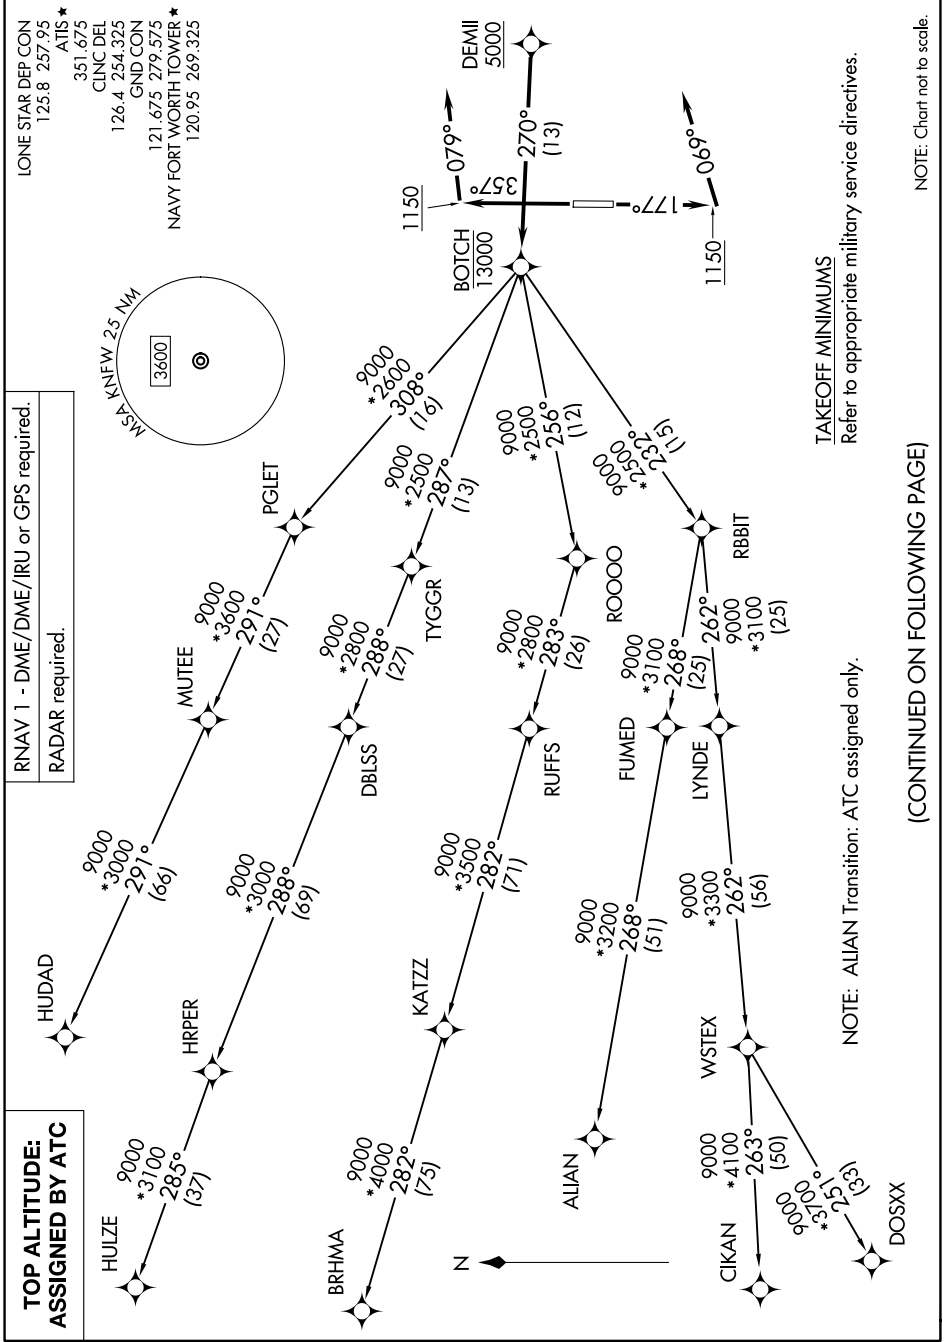 TOP ALTITUDE:
ASSIGNED BY ATC
RNAV 1 - DME/DME/IRU or GPS required.
RADAR required.
LONE STAR DEP CON
125.8 257.95
ATIS ★
351.675
CLNC DEL
126.4 254.325
GND CON
121.675 279.575
NAVY FORT WORTH TOWER ★
120.95 269.325
MSA KNFW 25 NM
3600
HUDAD
9000
*3000
291°
(66)
MUTEE
9000
*3600
291°
(27)
PGLET
9000
*2600
308°
(16)
HULZE
9000
*3100
285°
(37)
HRPER
9000
*3000
288°
(69)
DBLSS
9000
*2800
288°
(27)
TYGGR
9000
*2500
287°
(13)
BRHMA
9000
*4000
282°
(75)
KATZZ
9000
*3500
282°
(71)
RUFFS
9000
*2800
283°
(26)
ROOOO
9000
*2500
256°
(12)
BOTCH
13000
270°
(13)
DEMII
5000
1150
079°
357°
177°
069°
1150
ALIAN
9000
*3200
268°
(51)
FUMED
9000
*3100
268°
(25)
RBBIT
9000
*2500
232°
(15)
N
CIKAN
9000
*4100
263°
(50)
WSTEX
9000
*3300
262°
(56)
LYNDE
262°
9000
*3100
(25)
DOSXX
9000
*3700
251°
(33)
NOTE: ALIAN Transition: ATC assigned only.
TAKEOFF MINIMUMS
Refer to appropriate military service directives.
(CONTINUED ON FOLLOWING PAGE)
NOTE: Chart not to scale.